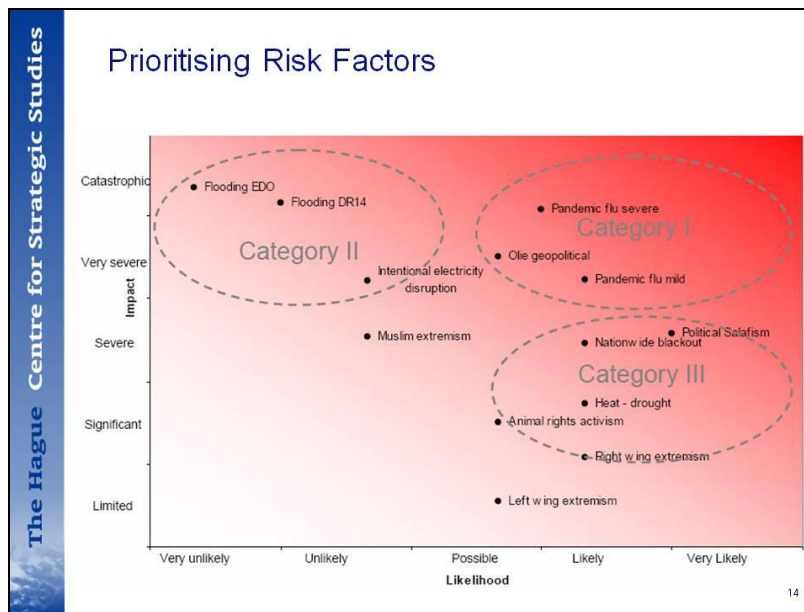 The Hague Centre for Strategic Studies
Prioritising Risk Factors
Catastrophic
Very severe
Severe
Significant
Limited
Impact
Flooding EDO
Flooding DR14
Category II
Intentional electricity
disruption
Muslim extremism
Pandemic flu severe
Category I
Olie geopolitical
Pandemic flu mild
Political Salafism
Nationwide blackout
Category III
Heat - drought
Animal rights activism
Right wing extremism
Left wing extremism
Very unlikely
Unlikely
Possible
Likely
Very Likely
Likelihood
14